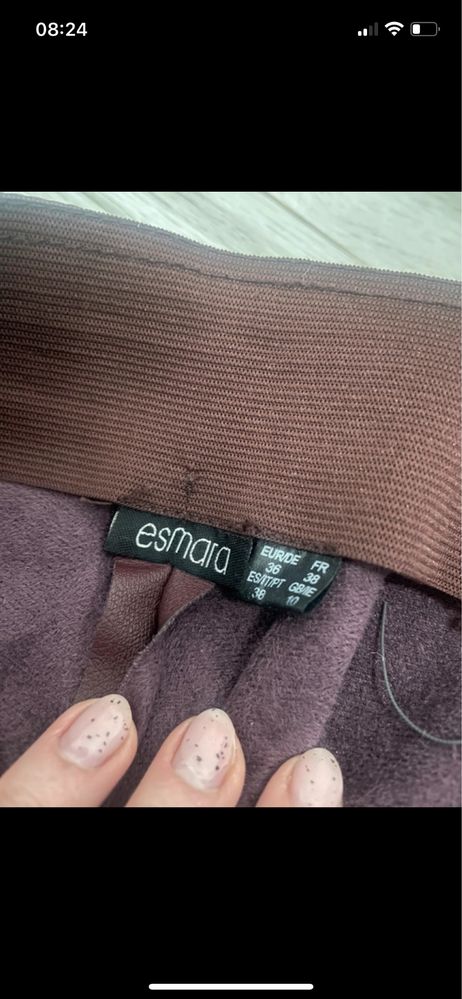 08:24
esmara
EUR/DE FR
36 38
ES/IT/PT GB/IE
38 10